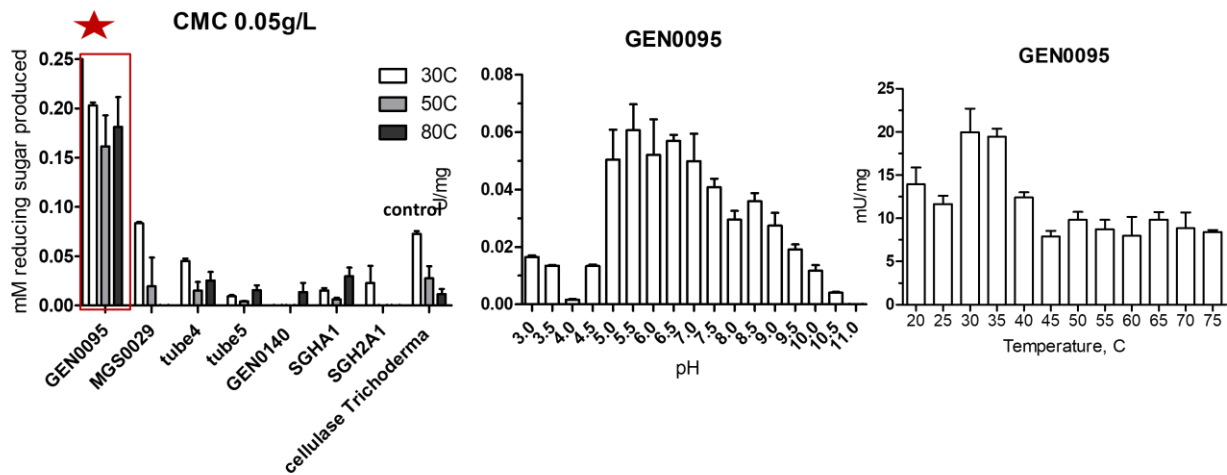 CMC 0.05g/L
mM reducing sugar produced
0.25
0.20
0.15
0.10
0.05
0.00
30C
50C
80C
control
GEN0095
MGS0029
tube4
tube5
GEN0140
SGHA1
SGH2A1
cellulase Trichoderma
GEN0095
U/mg
0.08
0.06
0.04
0.02
0.00
3.0 3.5 4.0 4.5 5.0 5.5 6.0 6.5 7.0 7.5 8.0 8.5 9.0 9.5 10.0 10.5 11.0
pH
GEN0095
mU/mg
25
20
15
10
5
0
20 25 30 35 40 45 50 55 60 65 70 75
Temperature, C